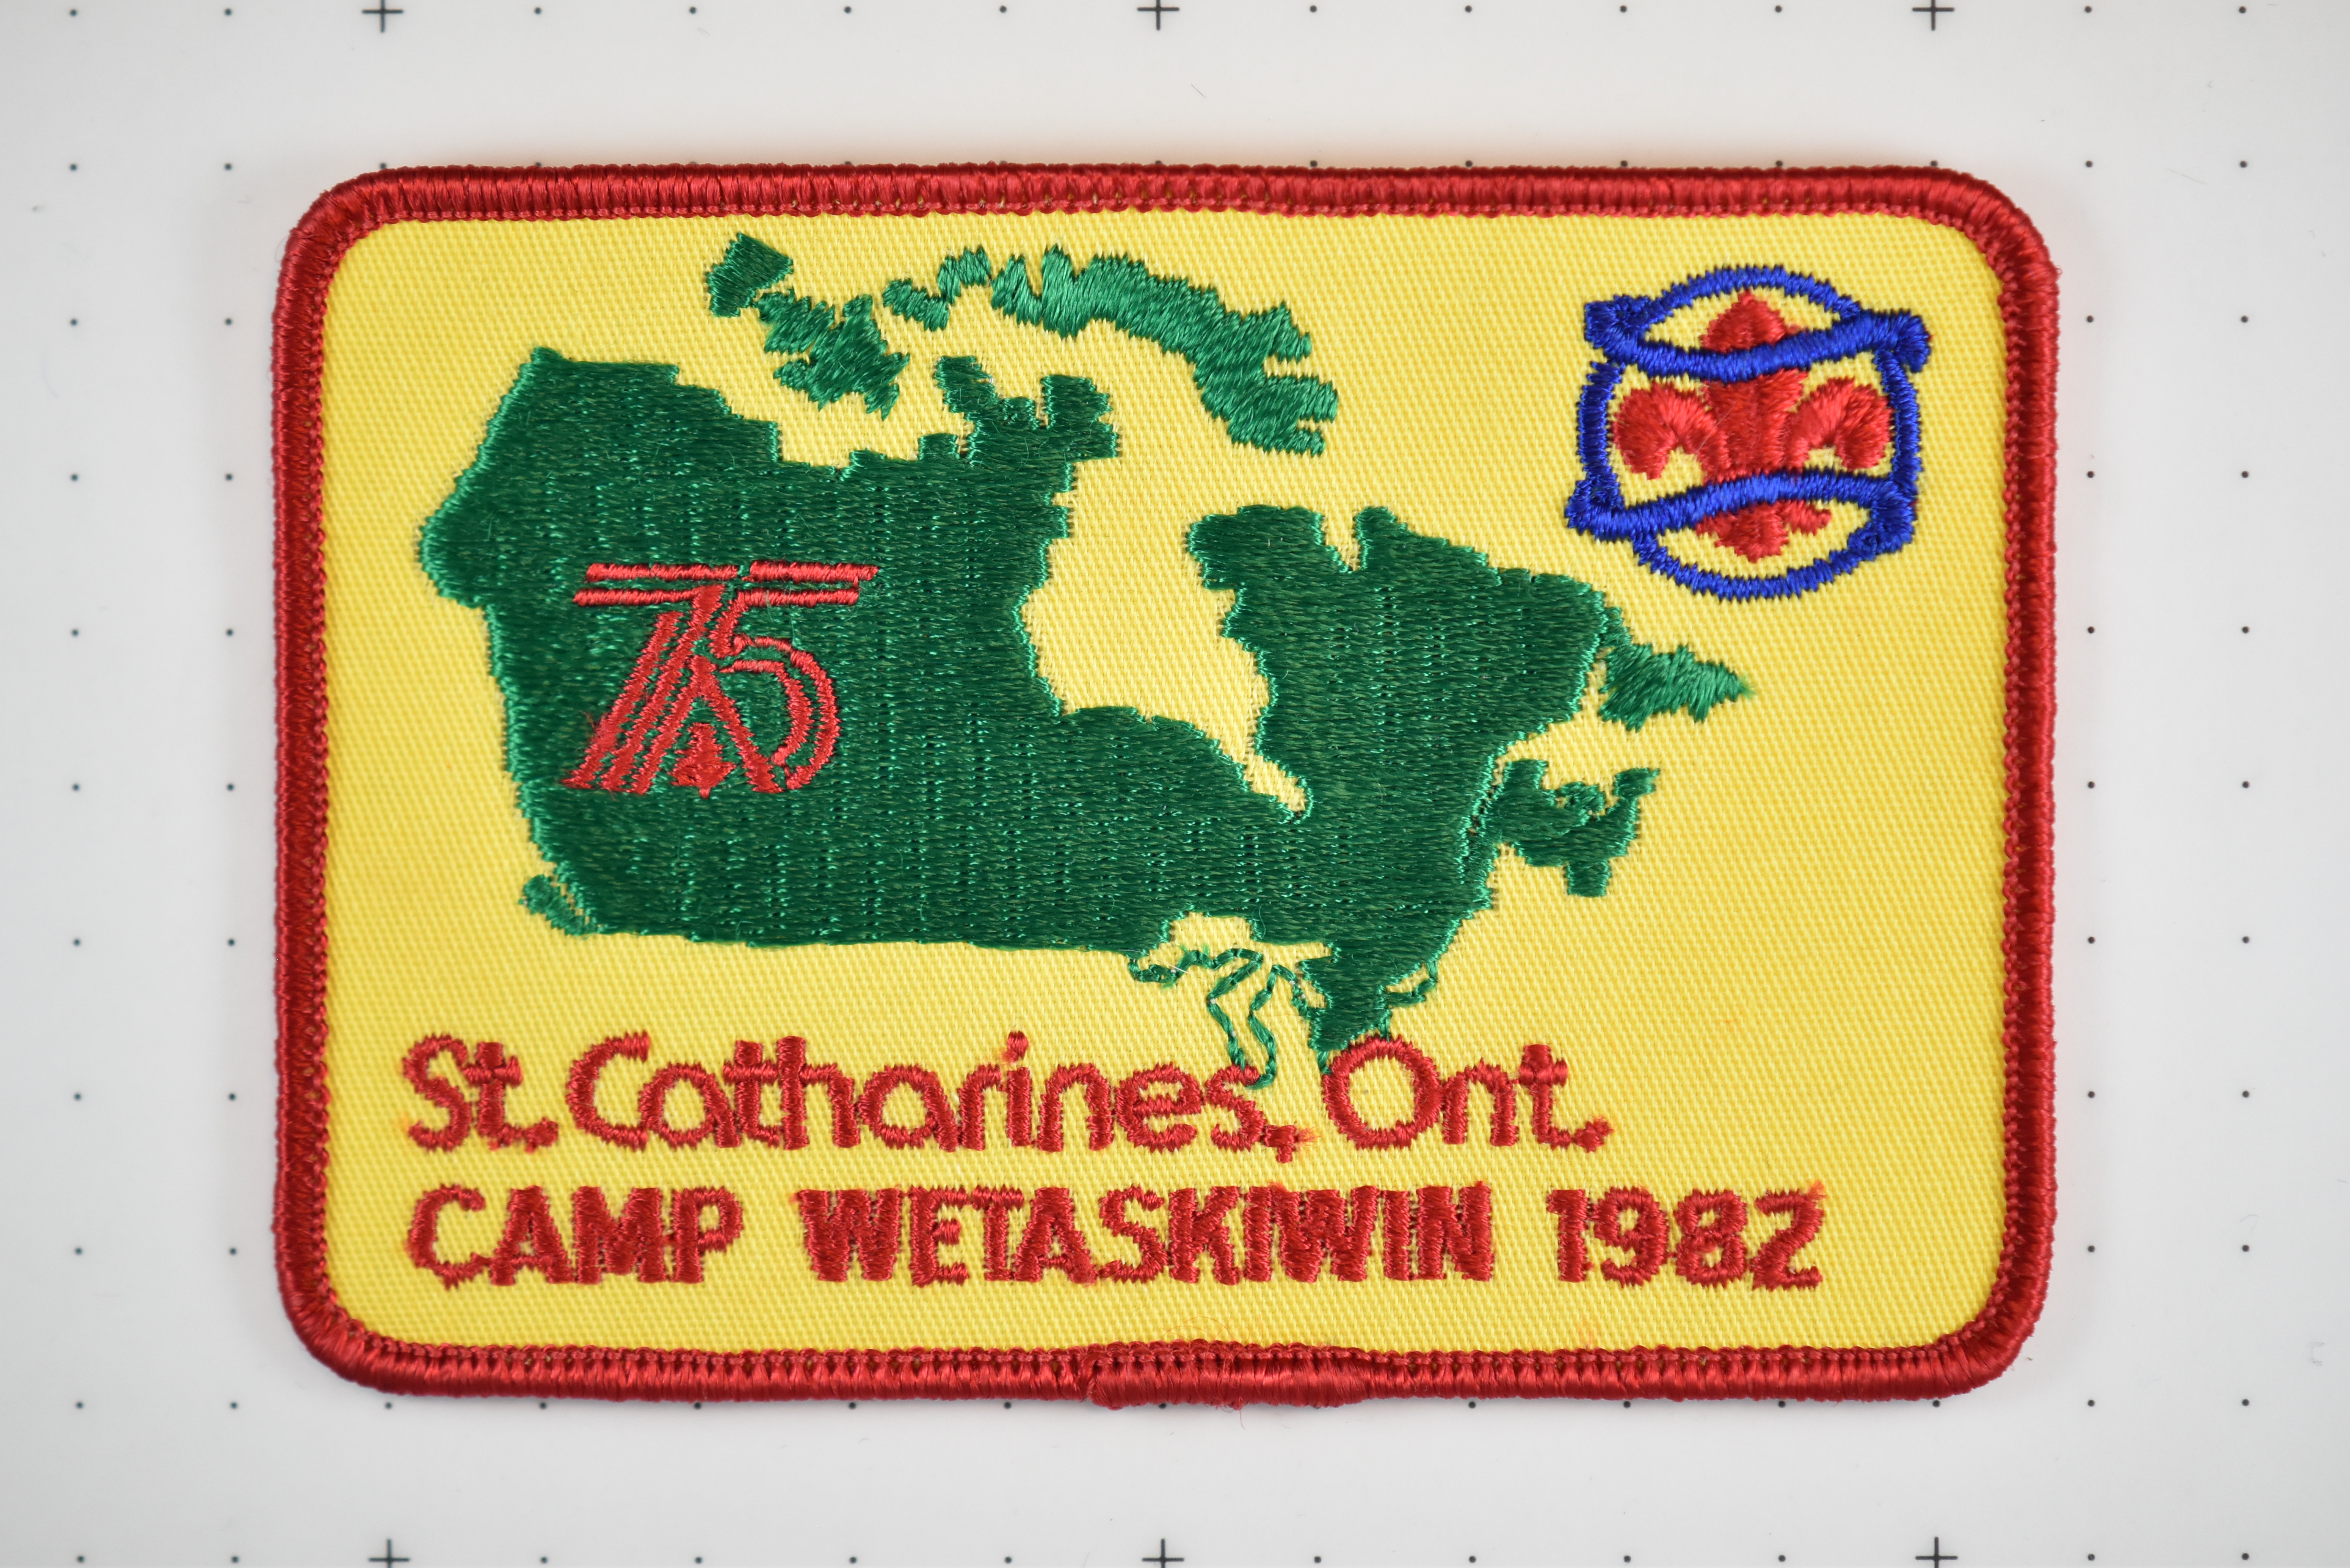 75
St. Catharines, Ont.
CAMP WETASKIWIN 1982